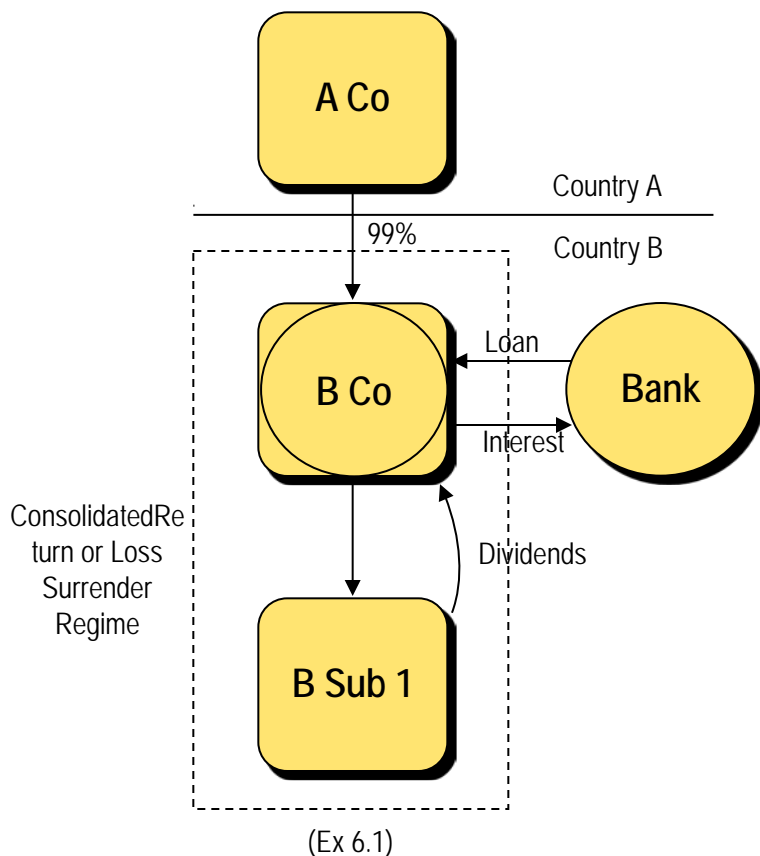 A Co
Country A
99%
Country B
Loan
B Co
Bank
Interest
ConsolidatedRe
turn or Loss
Surrender
Regime
Dividends
B Sub 1
(Ex 6.1)